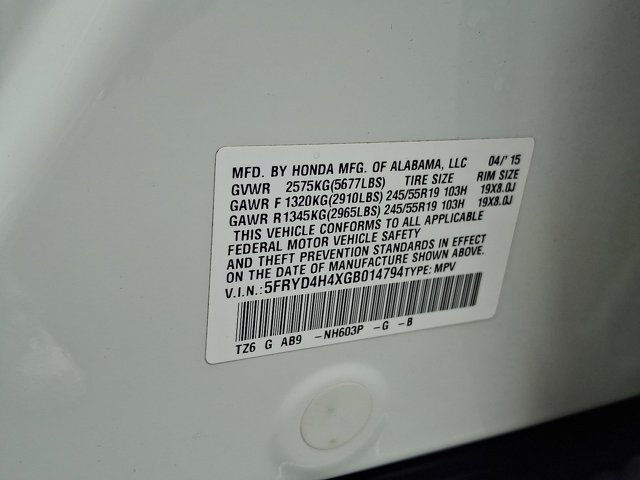 MFD. BY HONDA MFG. OF ALABAMA, LLC 04/'15
GVWR 2575KG(5677LBS) TIRE SIZE RIM SIZE
GAWR F 1320KG(2910LBS) 245/55R19 103H 19X8.0J
GAWR R1345KG(2965LBS) 245/55R19 103H 19X8.0J
THIS VEHICLE CONFORMS TO ALL APPLICABLE
FEDERAL MOTOR VEHICLE SAFETY
AND THEFT PREVENTION STANDARDS IN EFFECT
ON THE DATE OF MANUFACTURE SHOWN ABOVE.
V.I.N.:5FRYD4H4XGB014794TYPE: MPV
TZ6 G AB9 -NH603P -G -B